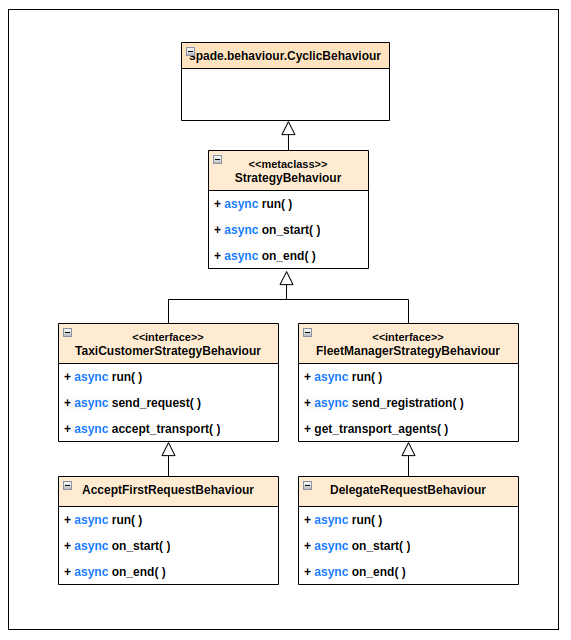 spade.behaviour.CyclicBehaviour
<<metaclass>>
StrategyBehaviour
+ async run( )
+ async on_start( )
+ async on_end( )
<<interface>>
TaxiCustomerStrategyBehaviour
+ async run( )
+ async send_request( )
+ async accept_transport( )
<<interface>>
FleetManagerStrategyBehaviour
+ async run( )
+ async send_registration( )
+ get_transport_agents( )
AcceptFirstRequestBehaviour
+ async run( )
+ async on_start( )
+ async on_end( )
DelegateRequestBehaviour
+ async run( )
+ async on_start( )
+ async on_end( )